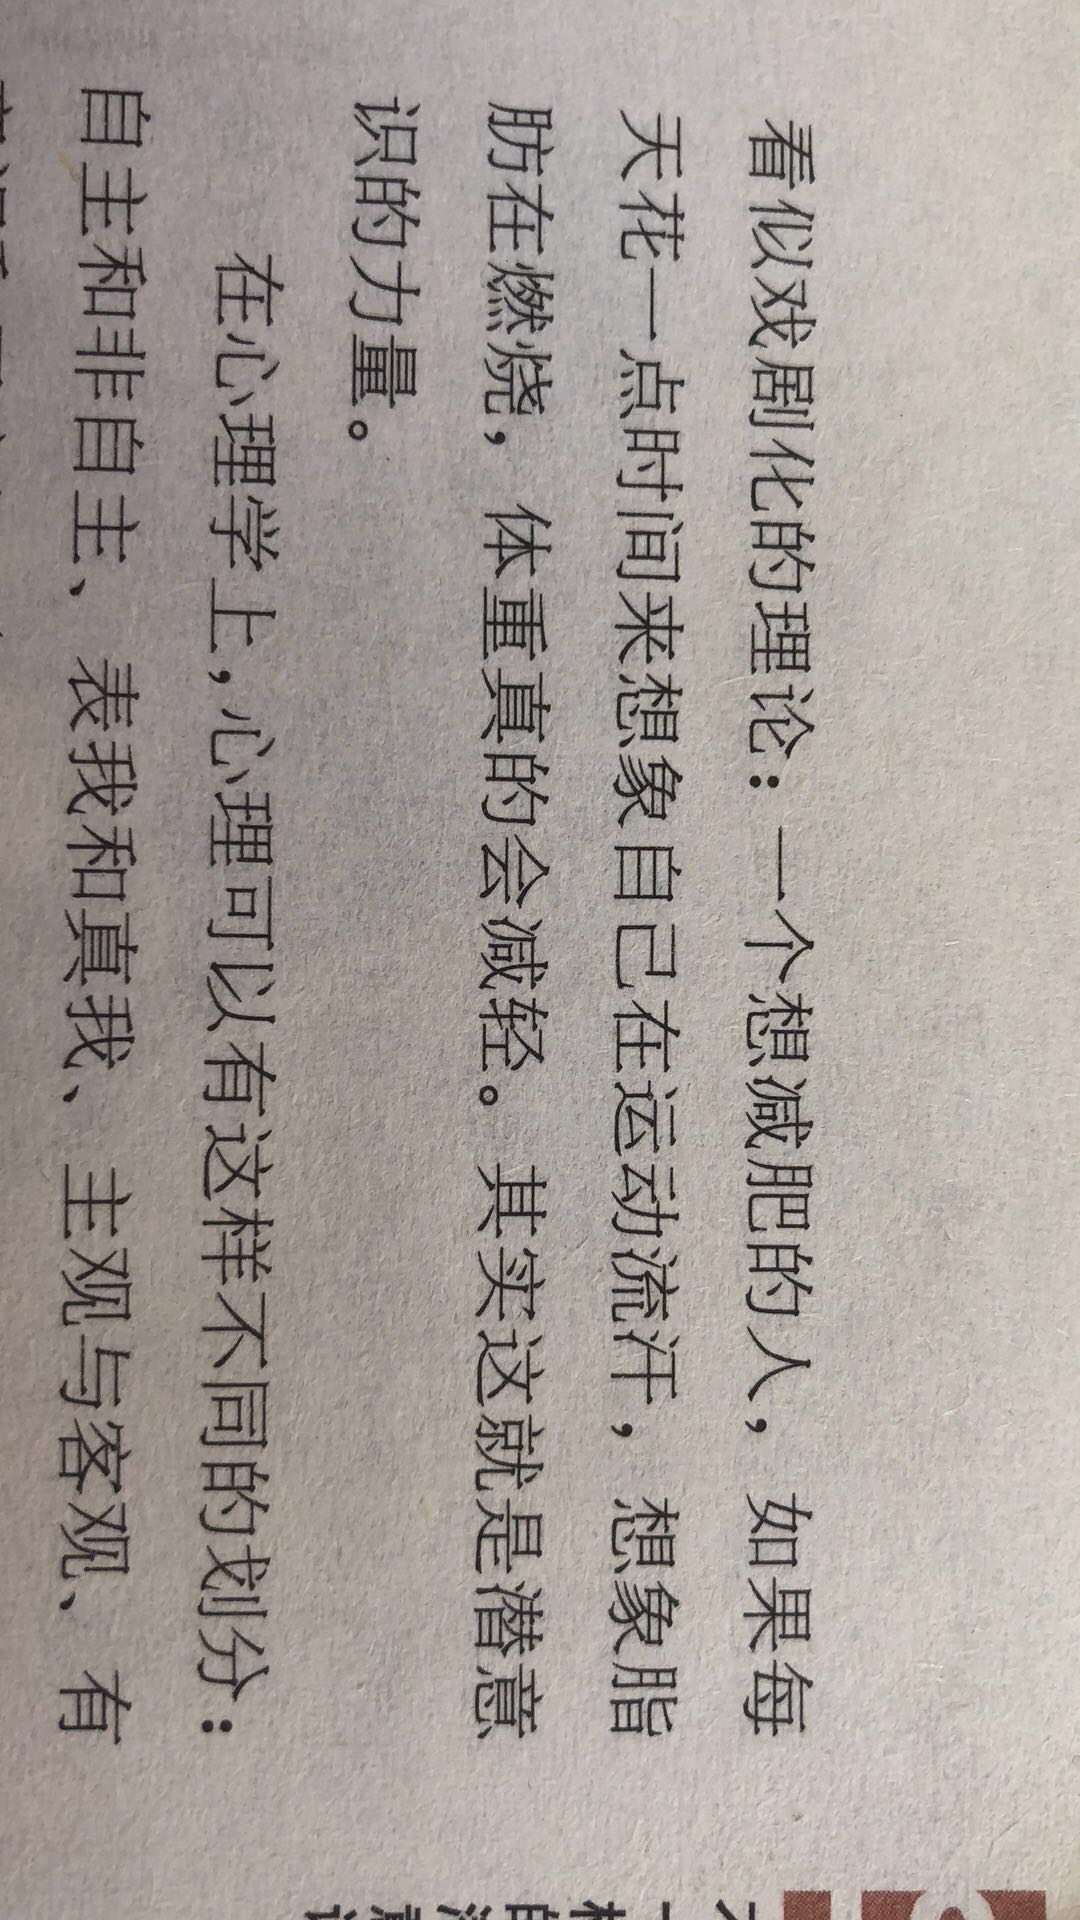 看似戏剧化的理论：一个想减肥的人，如果每
天花一点时间来想象自己在运动流汗，想象脂
肪在燃烧，体重真的会减轻。其实这就是潜意
识的力量。
在心理学上，心理可以有这样不同的划分：
自主和非自主、表我和真我、主观与客观、有